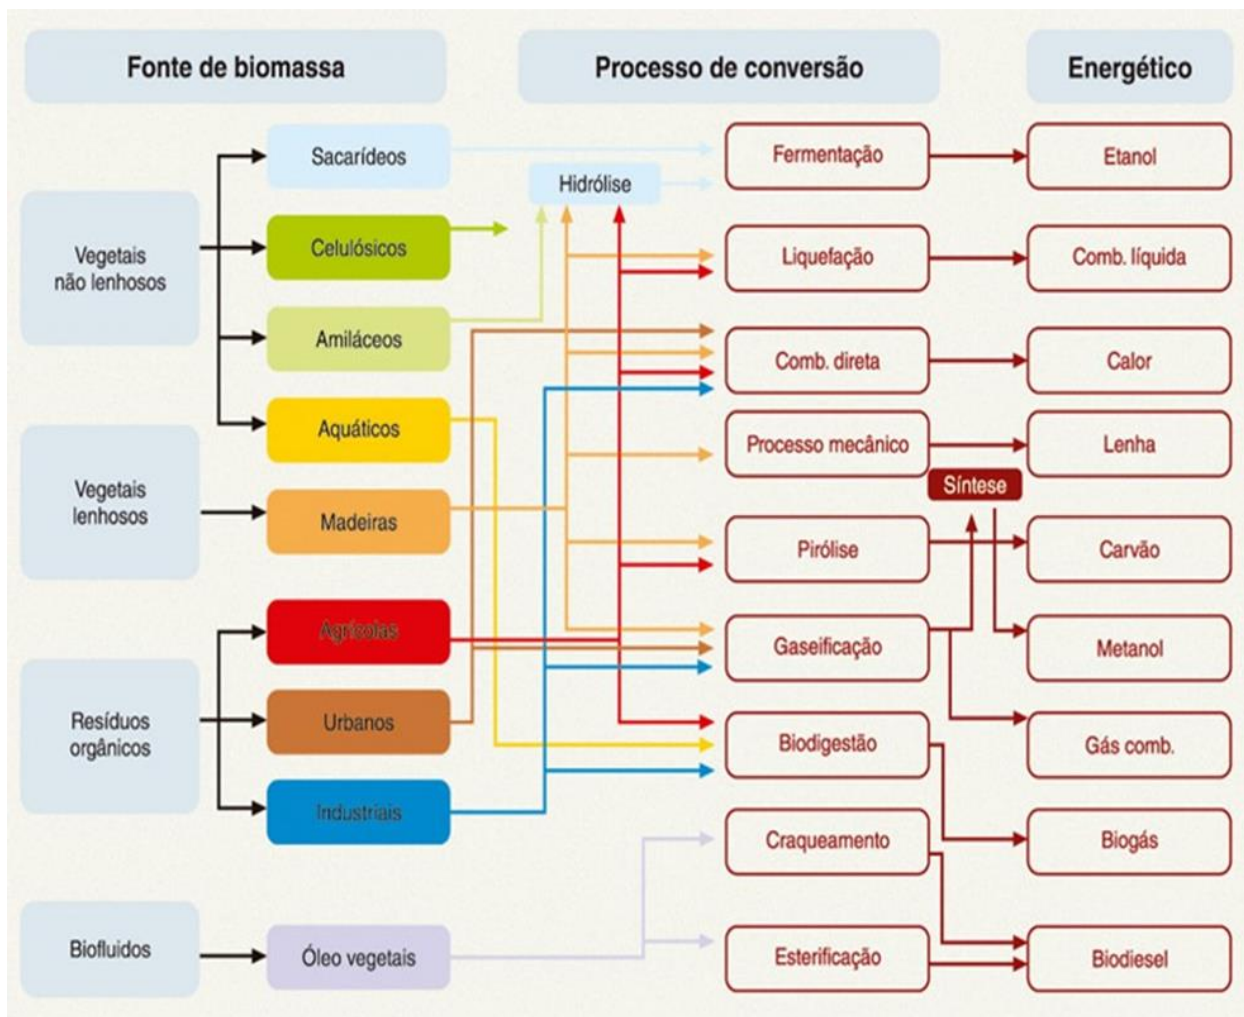 Fonte de biomassa
Processo de conversão
Energético
Vegetais
não lenhosos
Vegetais
lenhosos
Resíduos
orgânicos
Biofluidos
Sacarídeos
Celulósicos
Amiláceos
Aquáticos
Madeiras
Agrícolas
Urbanos
Industriais
Óleo vegetais
Hidrólise
Fermentação
Liquefação
Comb. direta
Processo mecânico
Pirólise
Gaseificação
Biodigestão
Craqueamento
Esterificação
Síntese
Etanol
Comb. líquida
Calor
Lenha
Carvão
Metanol
Gás comb.
Biogás
Biodiesel